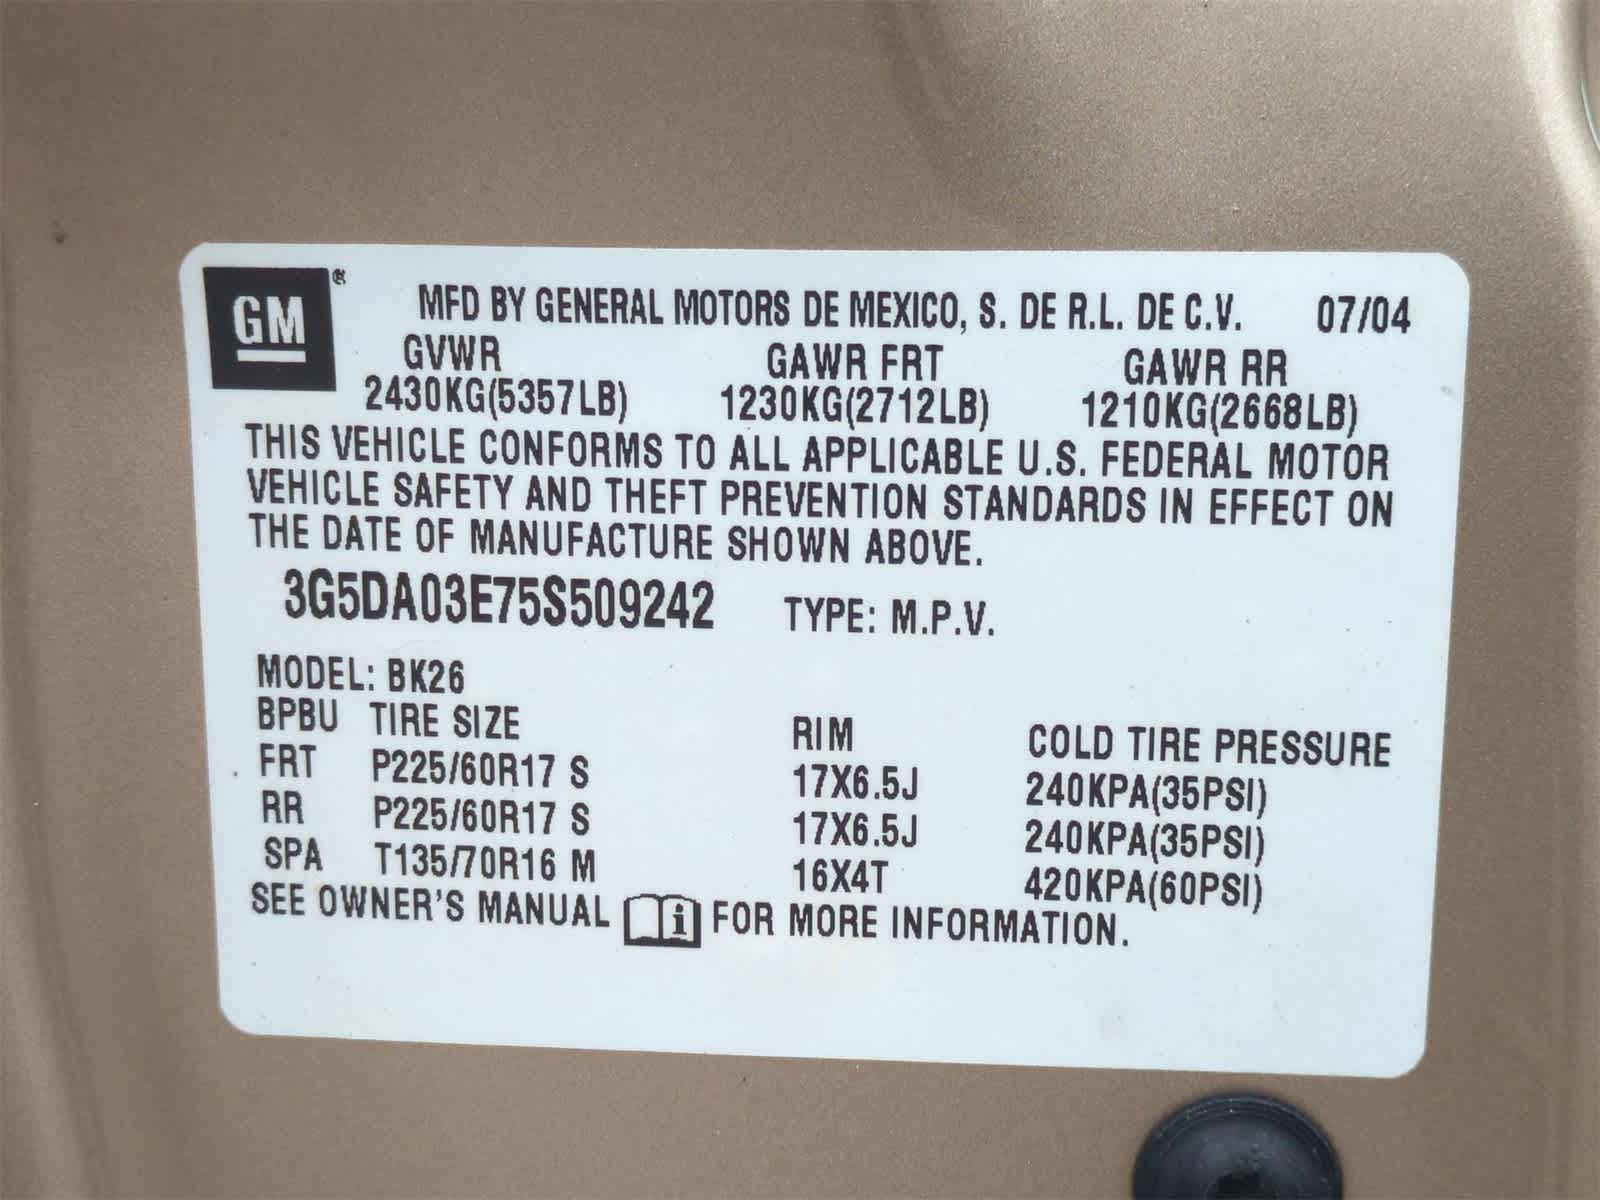 GM ® MFD BY GENERAL MOTORS DE MEXICO, S. DE R.L. DE C.V. 07/04
GVWR GAWR FRT GAWR RR
2430KG(5357LB) 1230KG(2712LB) 1210KG(2668LB)
THIS VEHICLE CONFORMS TO ALL APPLICABLE U.S. FEDERAL MOTOR
VEHICLE SAFETY AND THEFT PREVENTION STANDARDS IN EFFECT ON
THE DATE OF MANUFACTURE SHOWN ABOVE.
3G5DA03E75S509242 TYPE: M.P.V.
MODEL: BK26
BPBU TIRE SIZE RIM COLD TIRE PRESSURE
FRT P225/60R17 S 17X6.5J 240KPA(35PSI)
RR P225/60R17 S 17X6.5J 240KPA(35PSI)
SPA T135/70R16 M 16X4T 420KPA(60PSI)
SEE OWNER'S MANUAL i FOR MORE INFORMATION.